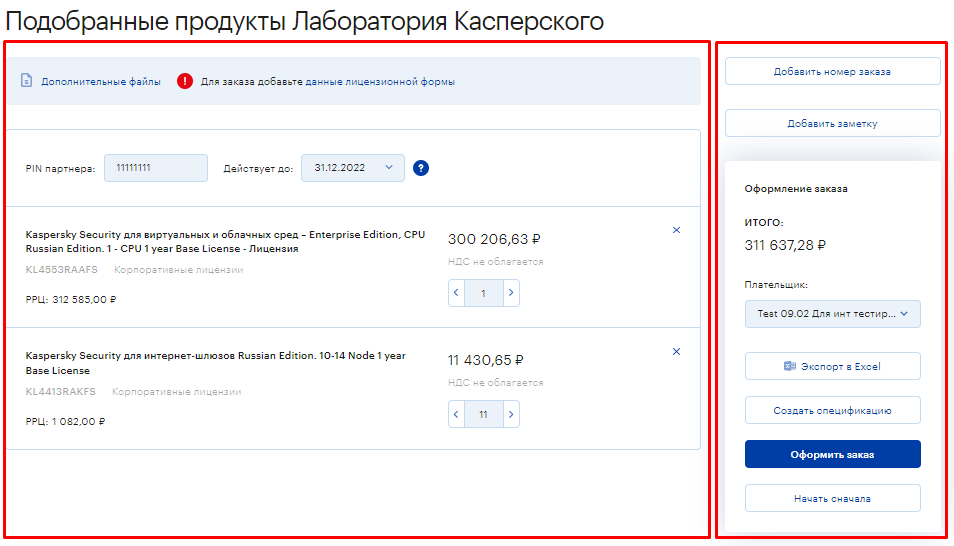 Подобранные продукты Лаборатория Касперского
Дополнительные файлы
! Для заказа добавьте данные лицензионной формы
PIN партнера: 11111111 Действует до: 31.12.2022 ?
Kaspersky Security для виртуальных и облачных сред – Enterprise Edition, CPU
Russian Edition. 1 - CPU 1 year Base License - Лицензия
KL4553RAAFS Корпоративные лицензии
РРЦ: 312 585,00 ₽
300 206,63 ₽
НДС не облагается
1
Kaspersky Security для интернет-шлюзов Russian Edition. 10-14 Node 1 year
Base License
KL4413RAKFS Корпоративные лицензии
РРЦ: 1 082,00 ₽
11 430,65 ₽
НДС не облагается
11
Добавить номер заказа
Добавить заметку
Оформление заказа
ИТОГО:
311 637,28 ₽
Плательщик:
Test 09.02 Для инт тестир...
Экспорт в Excel
Создать спецификацию
Оформить заказ
Начать сначала